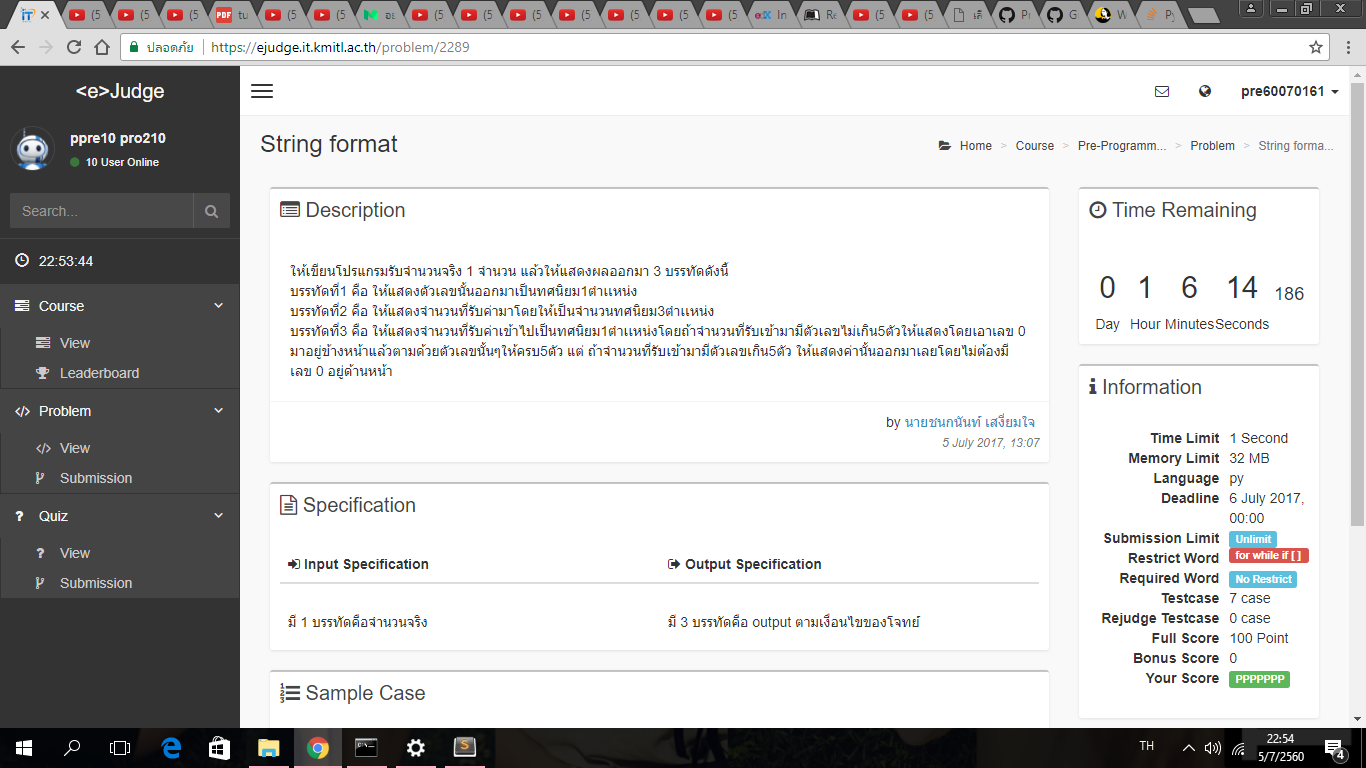 ปลอดภัย https://ejudge.it.kmitl.ac.th/problem/2289
<e>Judge
pre60070161
ppre10 pro210
10 User Online
String format
Home > Course > Pre-Programm... > Problem > String forma...
Search...
22:53:44
Course
View
Leaderboard
Problem
View
Submission
Quiz
View
Submission
Description
ให้เขียนโปรแกรมรับจำนวนจริง 1 จำนวน แล้วให้แสดงผลออกมา 3 บรรทัดดังนี้
บรรทัดที่1 คือ ให้แสดงตัวเลขนั้นออกมาเป็นทศนิยม1ตำแหน่ง
บรรทัดที่2 คือ ให้แสดงจำนวนที่รับค่ามาโดยให้เป็นจำนวนทศนิยม3ตำแหน่ง
บรรทัดที่3 คือ ให้แสดงจำนวนที่รับค่าเข้าไปเป็นทศนิยม1ตำแหน่งโดยถ้าจำนวนที่รับเข้ามามีตัวเลขไม่เกิน5ตัวให้แสดงโดยเอาเลข 0
มาอยู่ข้างหน้าแล้วตามด้วยตัวเลขนั้นๆให้ครบ5ตัว แต่ ถ้าจำนวนที่รับเข้ามามีตัวเลขเกิน5ตัว ให้แสดงค่านั้นออกมาเลยโดยไม่ต้องมี
เลข 0 อยู่ด้านหน้า
by นายชนกนันท์ เสงี่ยมใจ
5 July 2017, 13:07
Specification
Input Specification
Output Specification
มี 1 บรรทัดคือจำนวนจริง
มี 3 บรรทัดคือ output ตามเงื่อนไขของโจทย์
Sample Case
Time Remaining
0 1 6 14 186
Day Hour Minutes Seconds
Information
Time Limit 1 Second
Memory Limit 32 MB
Language py
Deadline 6 July 2017,
00:00
Submission Limit Unlimit
Restrict Word for while if [ ]
Required Word No Restrict
Testcase 7 case
Rejudge Testcase 0 case
Full Score 100 Point
Bonus Score 0
Your Score PPPPPPP
TH
22:54
5/7/2560
4